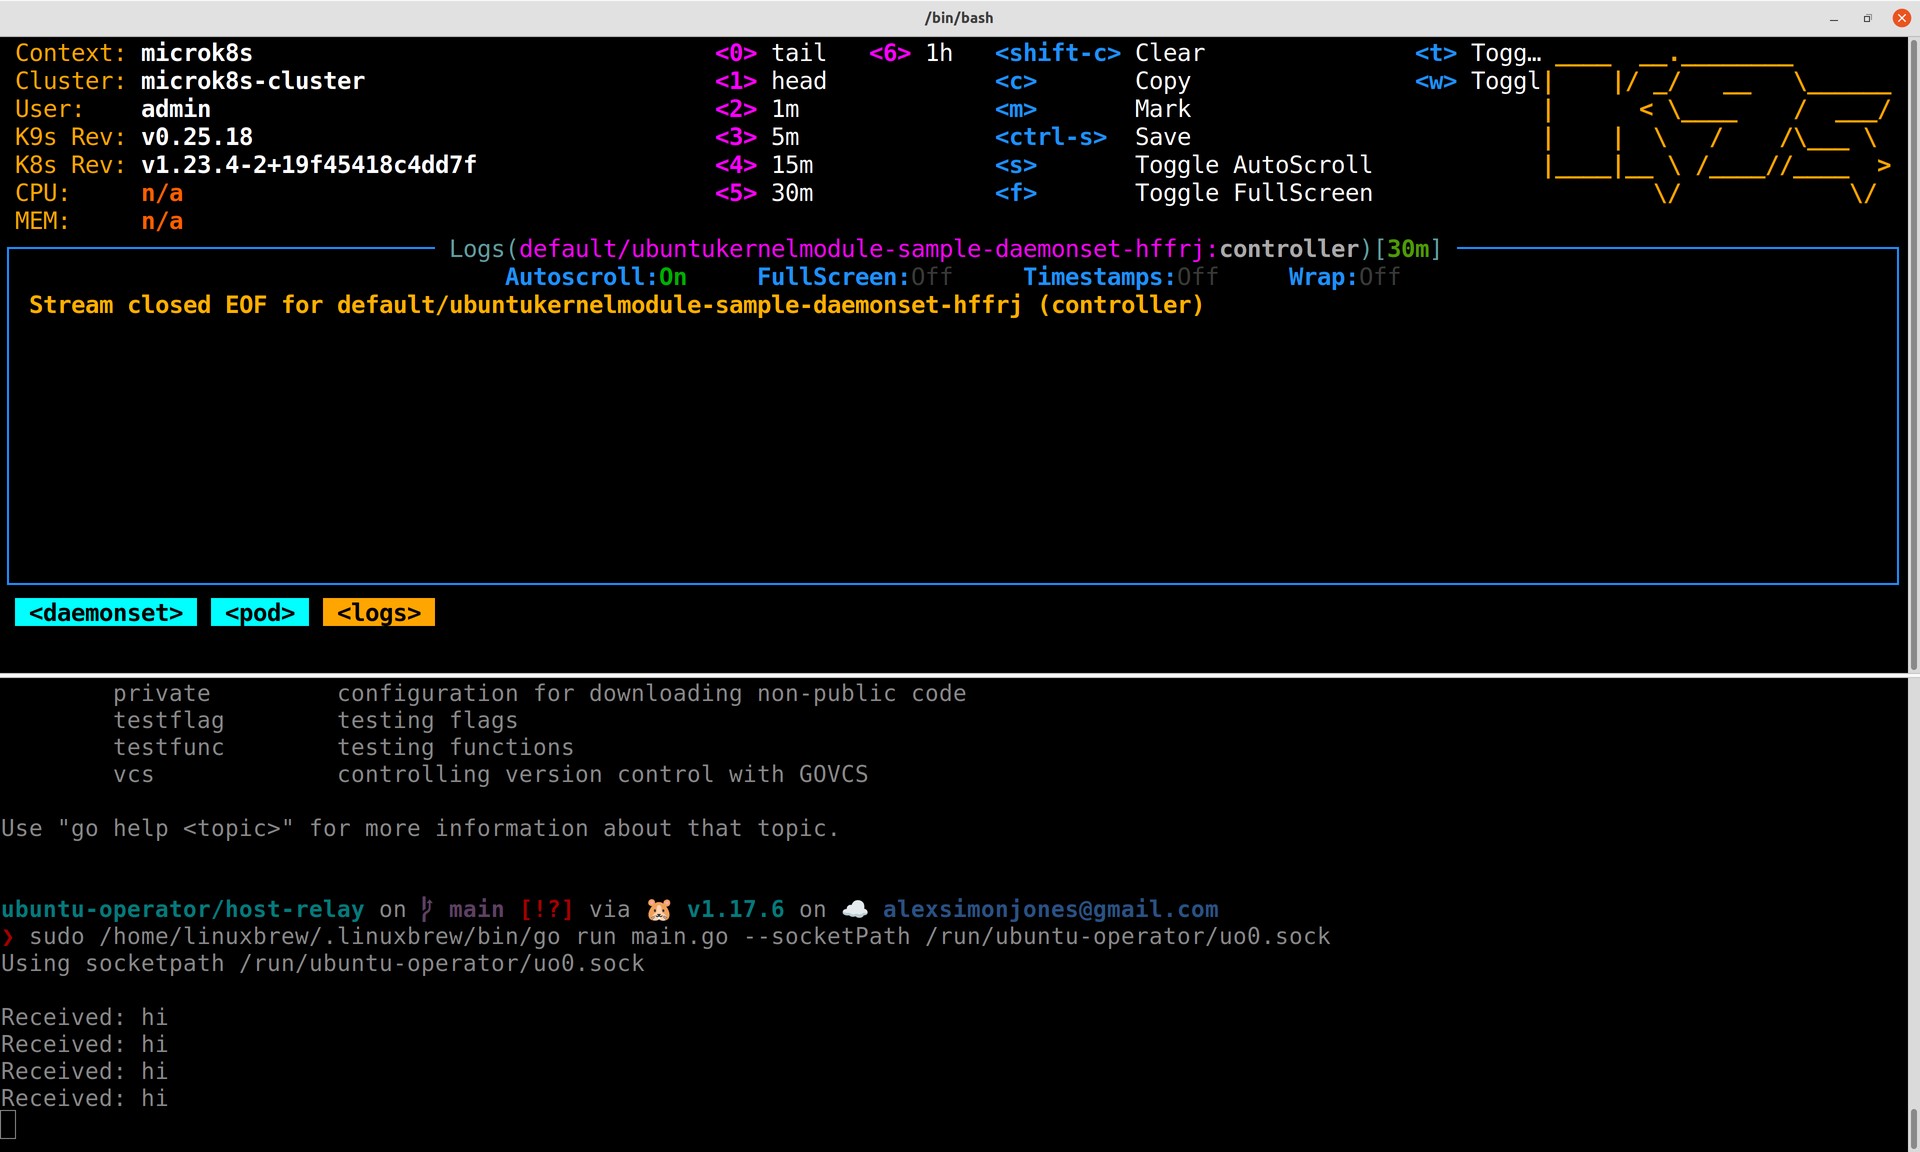 /bin/bash
Context: microk8s <0> tail <6> 1h <shift-c> Clear <t> Togg…
Cluster: microk8s-cluster <1> head <c> Copy <w> Toggl
User: admin <2> 1m <m> Mark
K9s Rev: v0.25.18 <3> 5m <ctrl-s> Save
K8s Rev: v1.23.4-2+19f45418c4dd7f <4> 15m <s> Toggle AutoScroll
CPU: n/a <5> 30m <f> Toggle FullScreen
MEM: n/a
Logs(default/ubuntukernelmodule-sample-daemonset-hffrj:controller)[30m]
Autoscroll:On FullScreen:Off Timestamps:Off Wrap:Off
Stream closed EOF for default/ubuntukernelmodule-sample-daemonset-hffrj (controller)
<daemonset> <pod> <logs>
private configuration for downloading non-public code
testflag testing flags
testfunc testing functions
vcs controlling version control with GOVCS
Use "go help <topic>" for more information about that topic.
ubuntu-operator/host-relay on main [!?] via 🐹 v1.17.6 on ☁️ alexsimonjones@gmail.com
❯ sudo /home/linuxbrew/.linuxbrew/bin/go run main.go --socketPath /run/ubuntu-operator/uo0.sock
Using socketpath /run/ubuntu-operator/uo0.sock
Received: hi
Received: hi
Received: hi
Received: hi